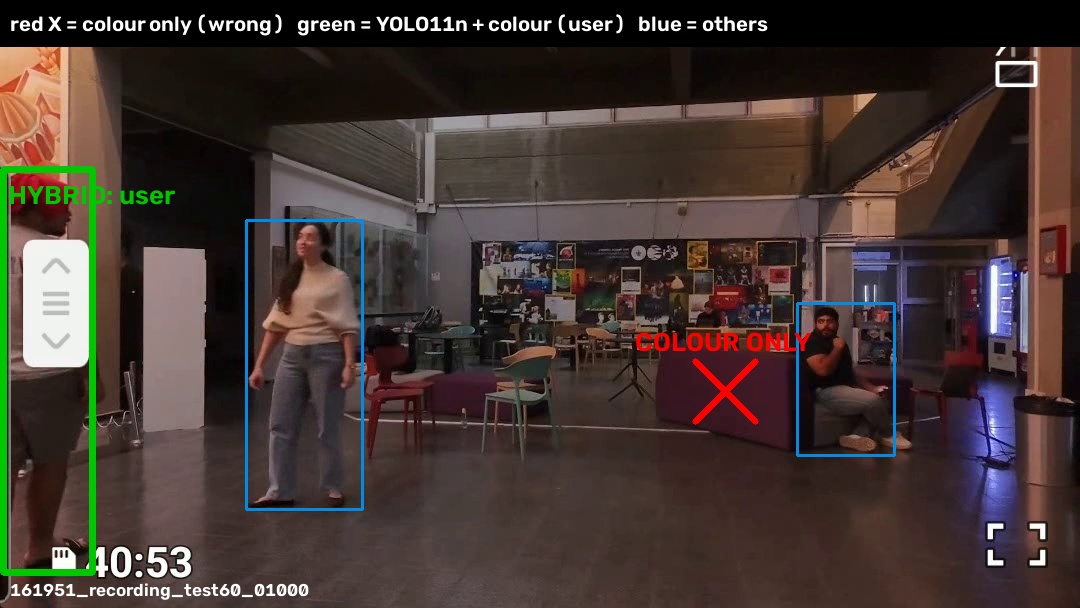 red X = colour only (wrong)   green = YOLO11n + colour (user)   blue = others
HYBRID: user
COLOUR ONLY
40:53
161951_recording_test60_01000